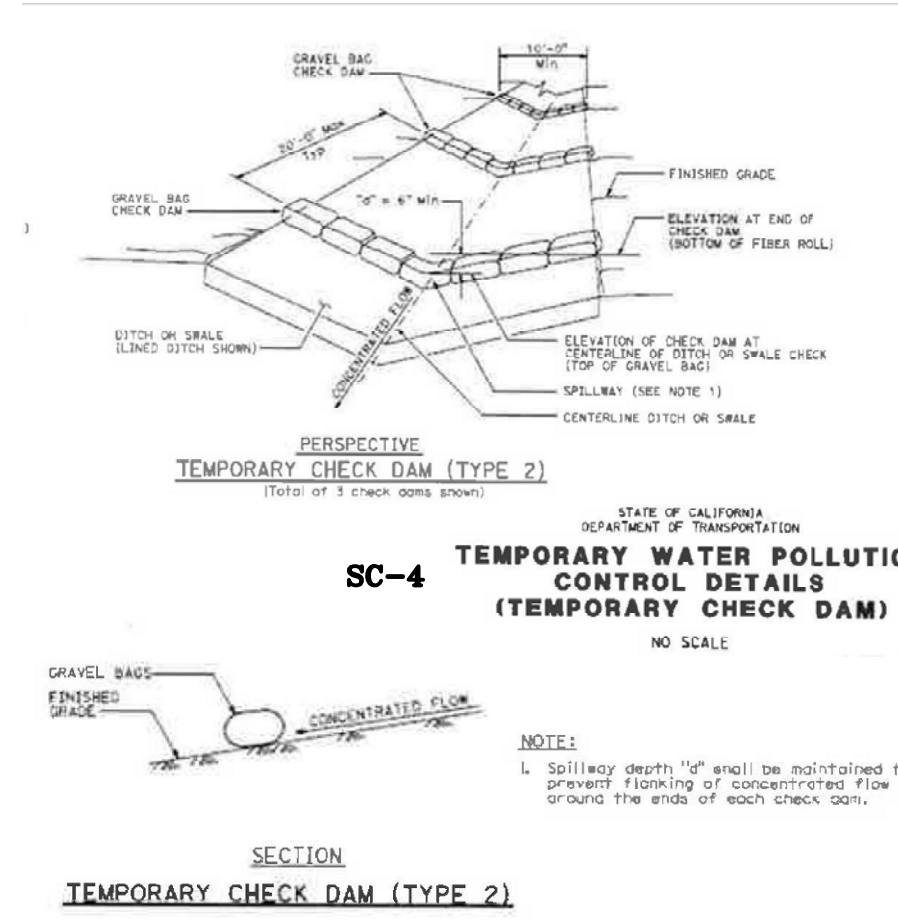 10'-0"
Min
GRAVEL BAG
CHECK DAM
20'-0" Max
TYP
"d" = 6" Min
FINISHED GRADE
GRAVEL BAG
CHECK DAM
ELEVATION AT END OF
CHECK DAM
(BOTTOM OF FIBER ROLL)
DITCH OR SWALE
(LINED DITCH SHOWN)
CONCENTRATED FLOW
ELEVATION OF CHECK DAM AT
CENTERLINE OF DITCH OR SWALE CHECK
(TOP OF GRAVEL BAG)
SPILLWAY (SEE NOTE 1)
CENTERLINE DITCH OR SWALE
PERSPECTIVE
TEMPORARY CHECK DAM (TYPE 2)
(Total of 3 check dams shown)
STATE OF CALIFORNIA
DEPARTMENT OF TRANSPORTATION
SC-4
TEMPORARY WATER POLLUTIO
CONTROL DETAILS
(TEMPORARY CHECK DAM)
NO SCALE
GRAVEL BAGS
FINISHED
GRADE
CONCENTRATED FLOW
NOTE:
1. Spillway depth "d" shall be maintained t
prevent flanking of concentrated flow
around the ends of each check dam.
SECTION
TEMPORARY CHECK DAM (TYPE 2)